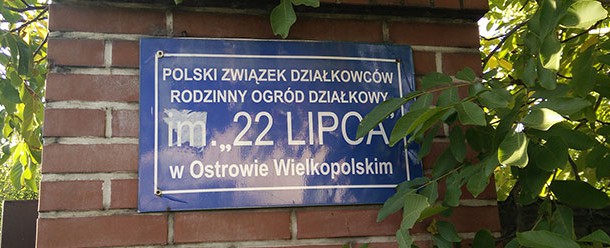 POLSKI ZWIĄZEK DZIAŁKOWCÓW
RODZINNY OGRÓD DZIAŁKOWY
im. „22 LIPCA"
w Ostrowie Wielkopolskim